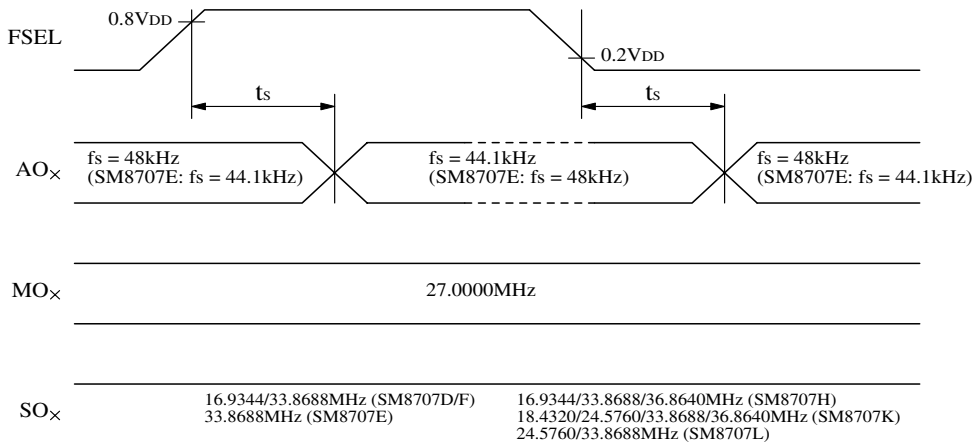 0.8VDD
FSEL
0.2VDD
ts ts
fs = 48kHz fs = 44.1kHz fs = 48kHz
AO× (SM8707E: fs = 44.1kHz) (SM8707E: fs = 48kHz) (SM8707E: fs = 44.1kHz)
MO× 27.0000MHz
16.9344/33.8688MHz (SM8707D/F) 16.9344/33.8688/36.8640MHz (SM8707H)
SO× 33.8688MHz (SM8707E) 18.4320/24.5760/33.8688/36.8640MHz (SM8707K)
24.5760/33.8688MHz (SM8707L)